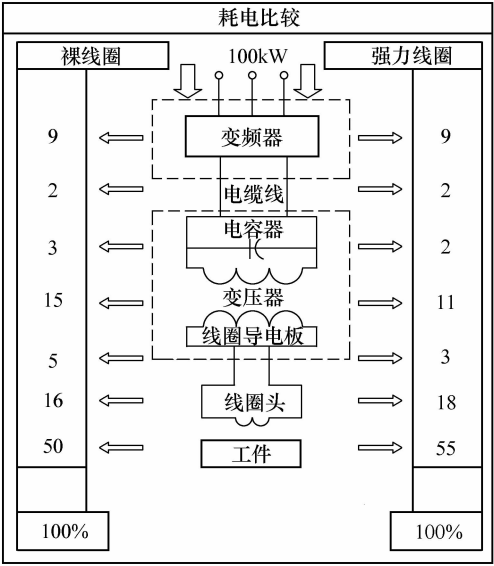 耗电比较
裸线圈
100kW
强力线圈
9
变频器
9
2
电缆线
2
3
电容器
2
15
变压器
11
5
线圈导电板
3
16
线圈头
18
50
工件
55
100%
100%